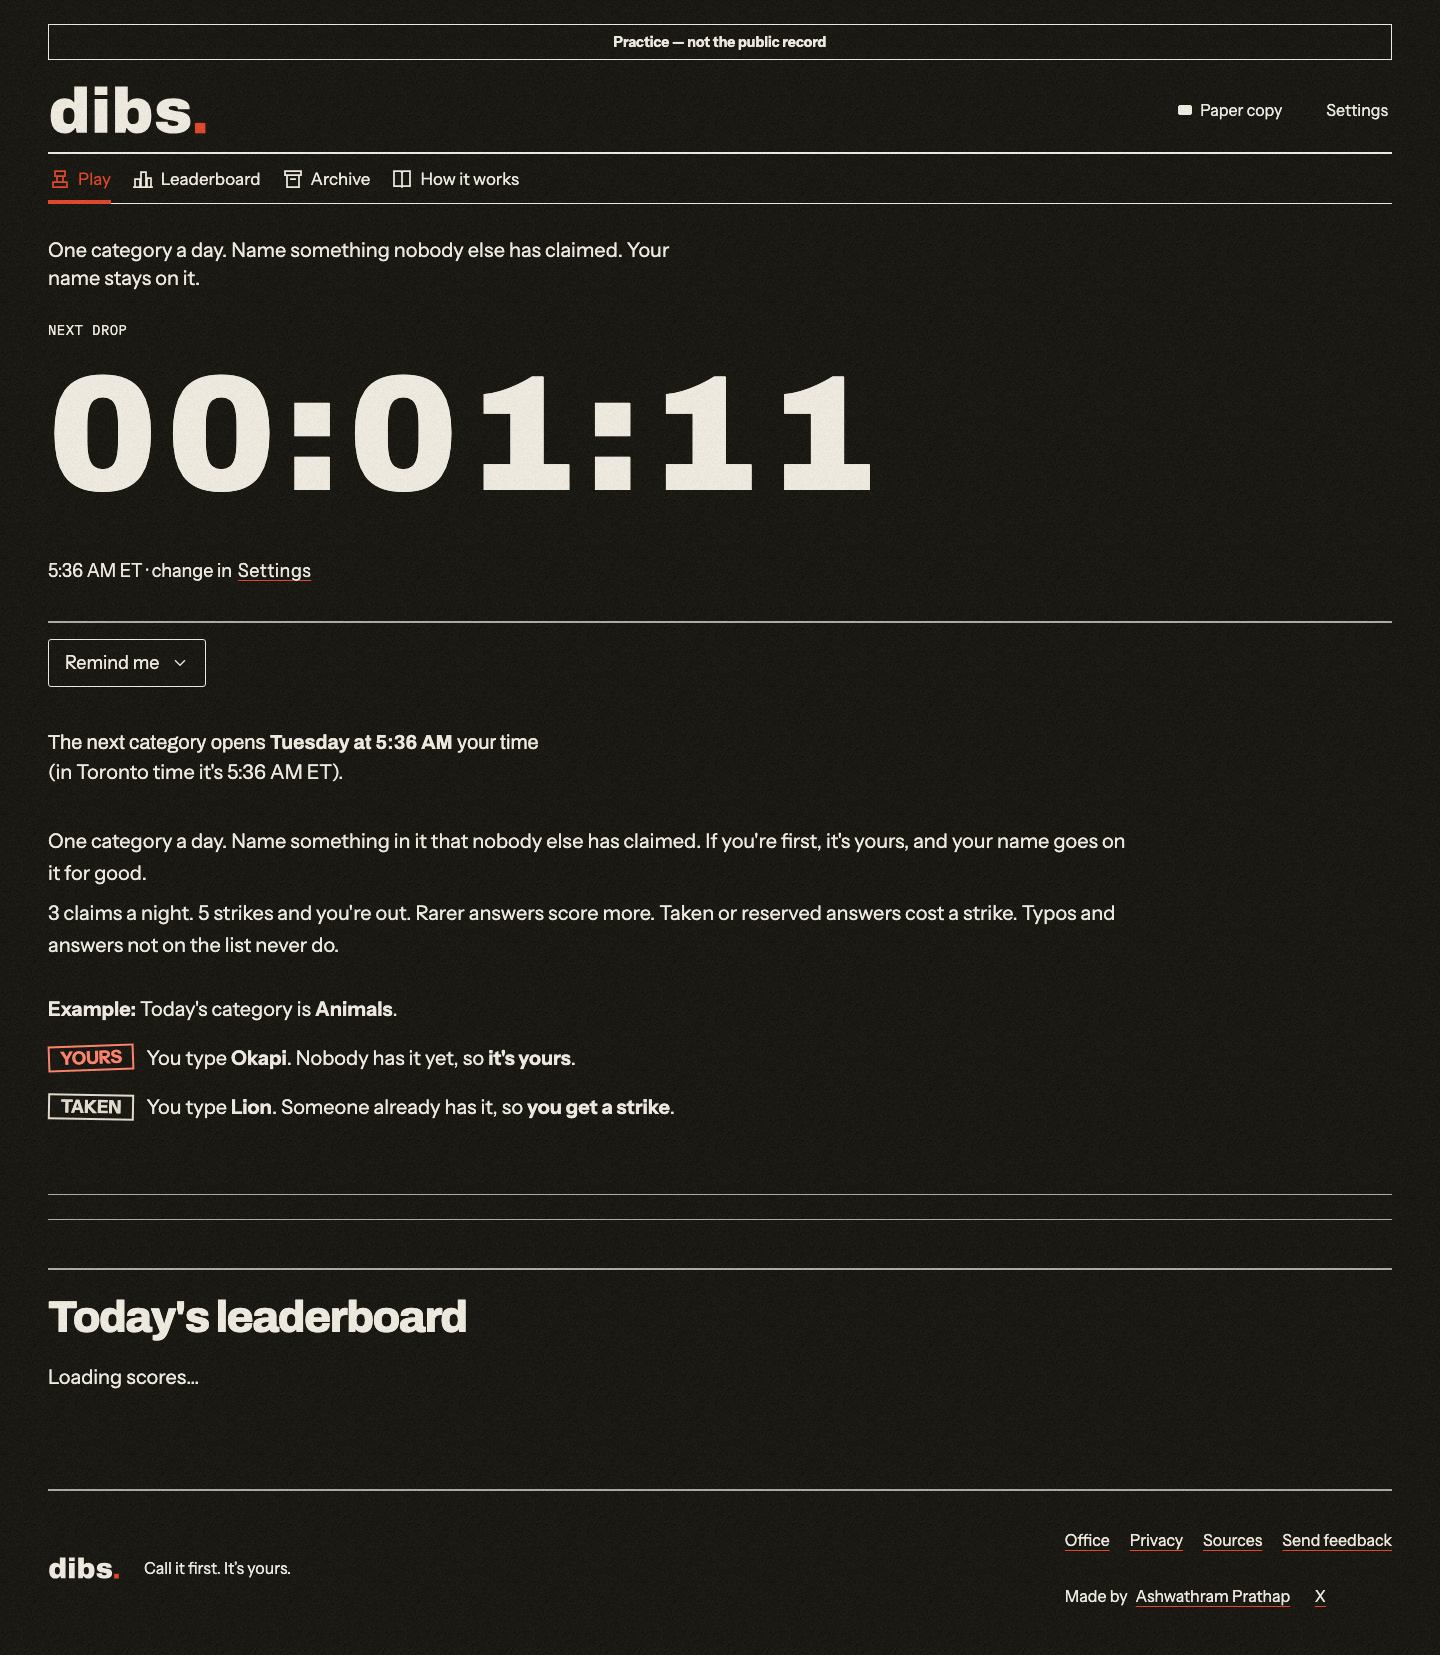 Practice — not the public record
dibs.
Paper copy
Settings
Play
Leaderboard
Archive
How it works
One category a day. Name something nobody else has claimed. Your
name stays on it.
NEXT DROP
00:01:11
5:36 AM ET · change in Settings
Remind me
The next category opens Tuesday at 5:36 AM your time
(in Toronto time it's 5:36 AM ET).
One category a day. Name something in it that nobody else has claimed. If you're first, it's yours, and your name goes on
it for good.
3 claims a night. 5 strikes and you're out. Rarer answers score more. Taken or reserved answers cost a strike. Typos and
answers not on the list never do.
Example: Today's category is Animals.
YOURS You type Okapi. Nobody has it yet, so it's yours.
TAKEN You type Lion. Someone already has it, so you get a strike.
Today's leaderboard
Loading scores...
Office Privacy Sources Send feedback
dibs. Call it first. It's yours.
Made by Ashwathram Prathap X